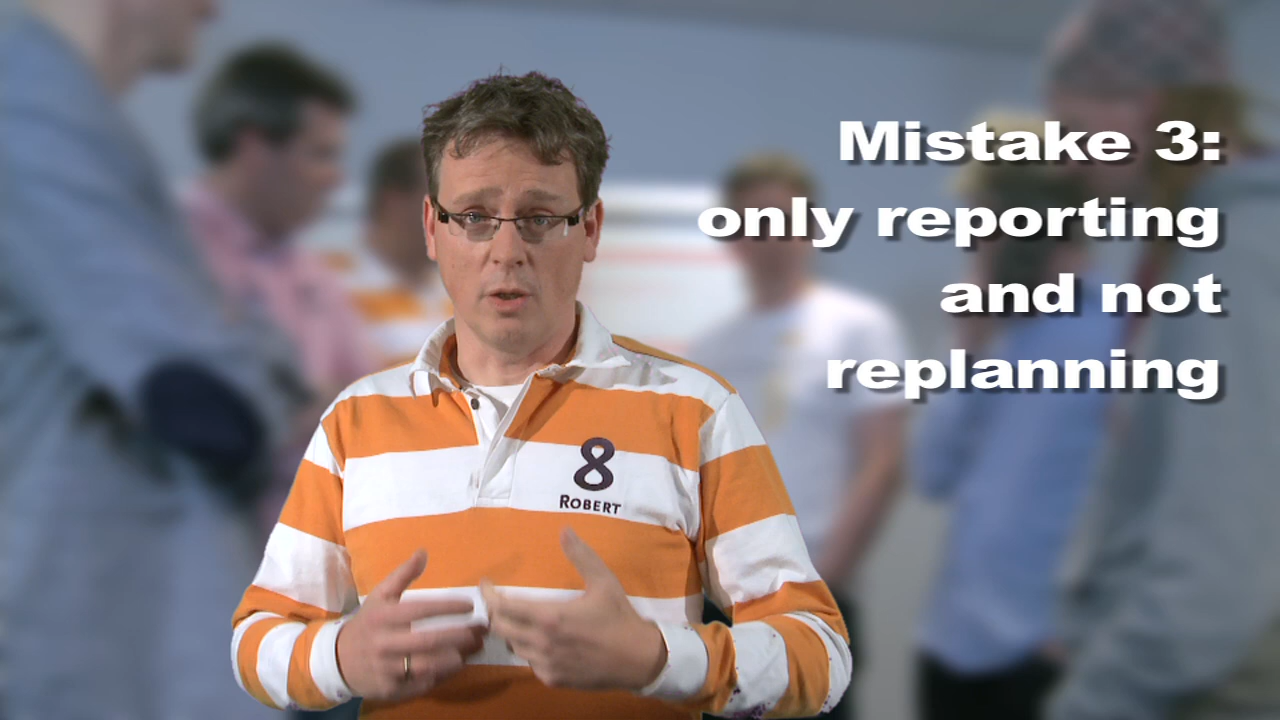 Mistake 3:
only reporting
and not
replanning
8
ROBERT